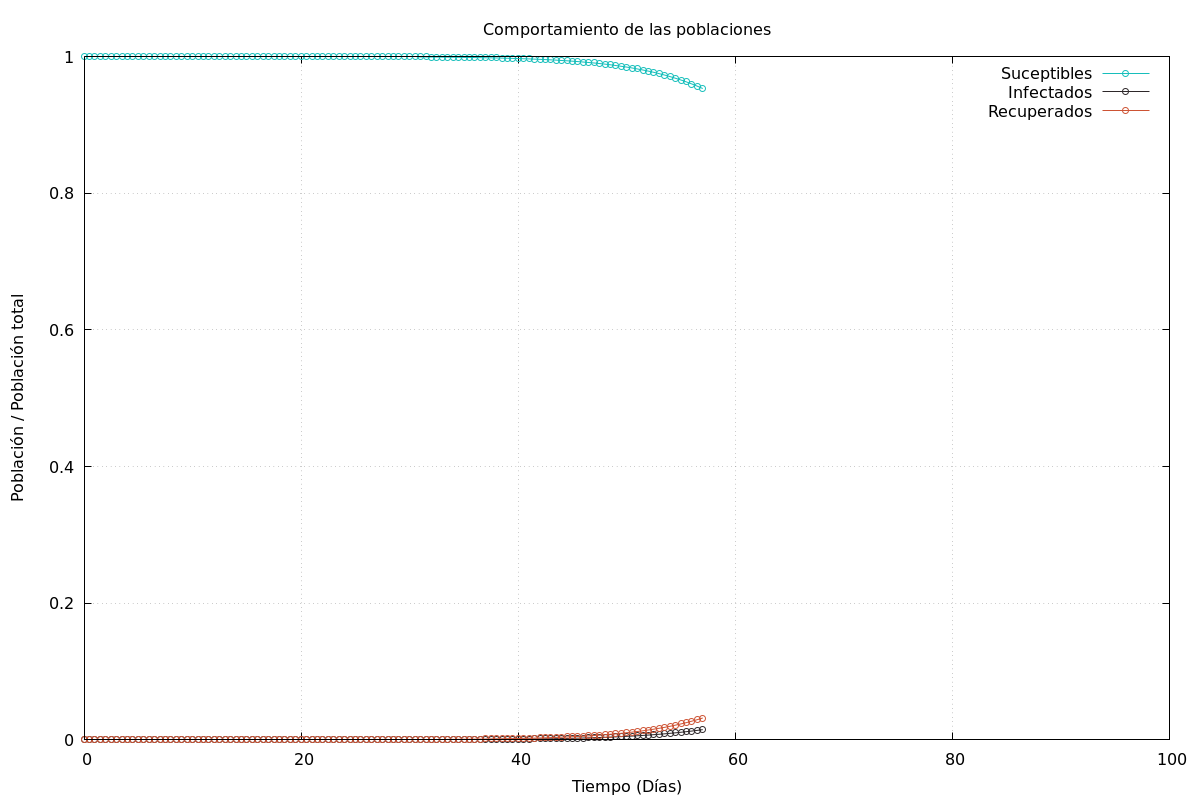 Comportamiento de las poblaciones
Suceptibles
Infectados
Recuperados
1
0.8
0.6
0.4
0.2
0
Población / Población total
0 20 40 60 80 100
Tiempo (Días)